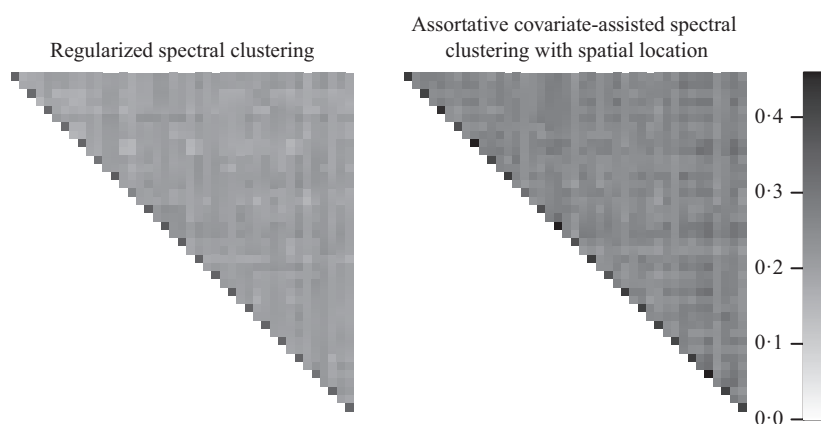 Regularized spectral clustering
Assortative covariate-assisted spectral
clustering with spatial location
0·4
0·3
0·2
0·1
0·0